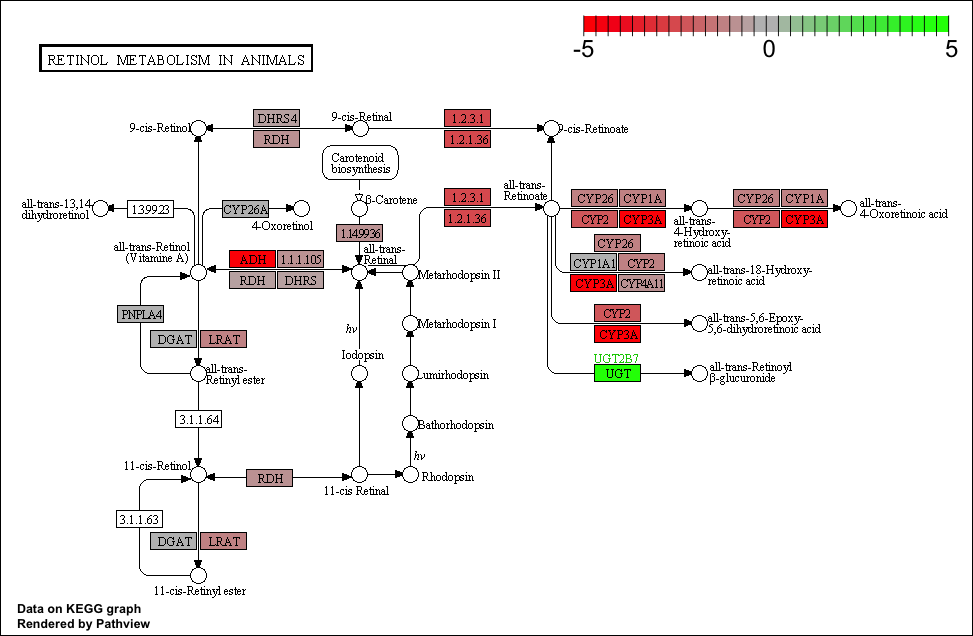 -5
0
5
RETINOL METABOLISM IN ANIMALS
9-cis-Retinol
DHRS4
RDH
9-cis-Retinal
1.2.3.1
1.2.1.36
9-cis-Retinoate
Carotenoid
biosynthesis
all-trans-13,14
dihydroretinol
1.3.99.23
CYP26A
4-Oxoretinol
β-Carotene
1.14.99.36
1.2.3.1
1.2.1.36
all-trans-
Retinoate
CYP26
CYP1A
CYP2
CYP3A
all-trans-
4-Hydroxy-
retinoic acid
CYP26
CYP1A
CYP2
CYP3A
all-trans-
4-Oxoretinoic acid
all-trans-Retinol
(Vitamine A)
ADH
1.1.1.105
RDH
DHRS
all-trans-
Retinal
Metarhodopsin II
CYP26
CYP1A1
CYP2
CYP3A
CYP4A11
all-trans-18-Hydroxy-
retinoic acid
PNPLA4
DGAT
LRAT
hν
Metarhodopsin I
CYP2
CYP3A
all-trans-5,6-Epoxy-
5,6-dihydroretinoic acid
Iodopsin
all-trans-
Retinyl ester
Lumirhodopsin
UGT2B7
UGT
all-trans-Retinoyl
β-glucuronide
3.1.1.64
Bathorhodopsin
hν
11-cis-Retinol
RDH
11-cis Retinal
Rhodopsin
3.1.1.63
DGAT
LRAT
11-cis-Retinyl ester
Data on KEGG graph
Rendered by Pathview